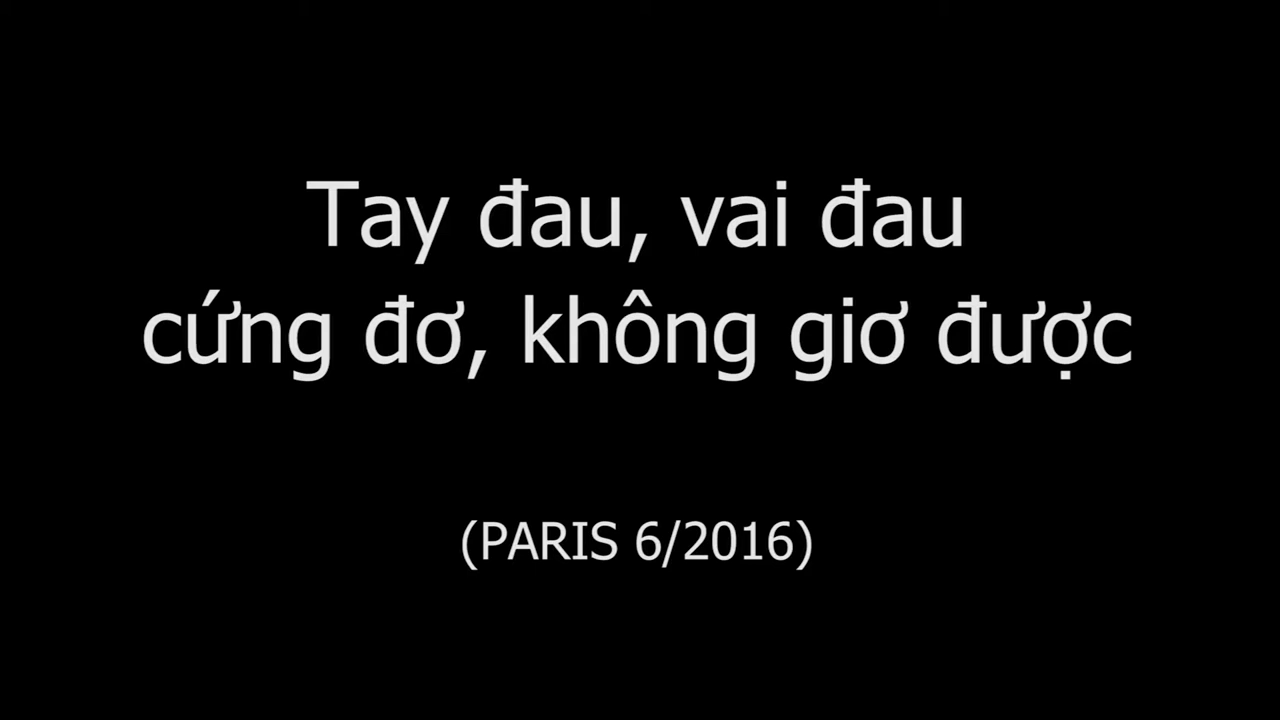 Tay đau, vai đau
cứng đơ, không giơ được
(PARIS 6/2016)